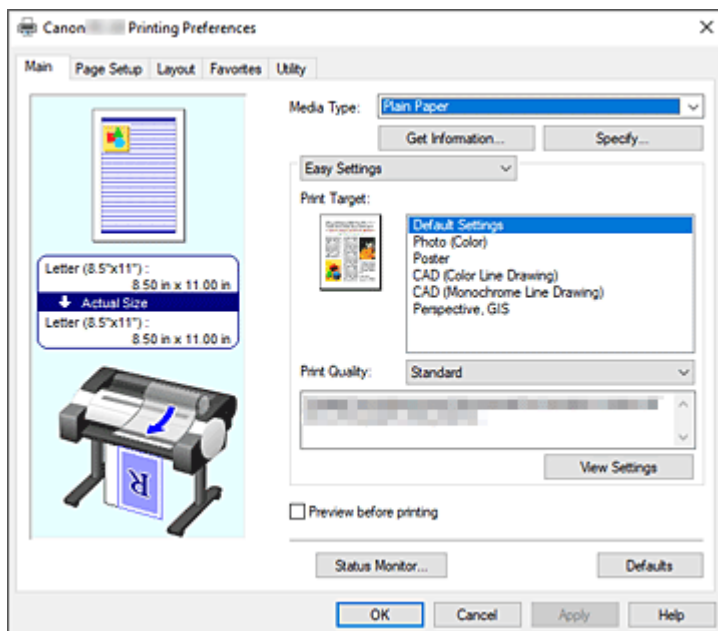 Canon Printing Preferences
Main Page Setup Layout Favorites Utility
Media Type: Plain Paper
Get Information... Specify...
Easy Settings
Print Target:
Default Settings
Photo (Color)
Poster
CAD (Color Line Drawing)
CAD (Monochrome Line Drawing)
Perspective, GIS
Letter (8.5"x11") :
8.50 in x 11.00 in
Actual Size
Letter (8.5"x11") :
8.50 in x 11.00 in
R
Print Quality: Standard
View Settings
Preview before printing
Status Monitor... Defaults
OK Cancel Apply Help